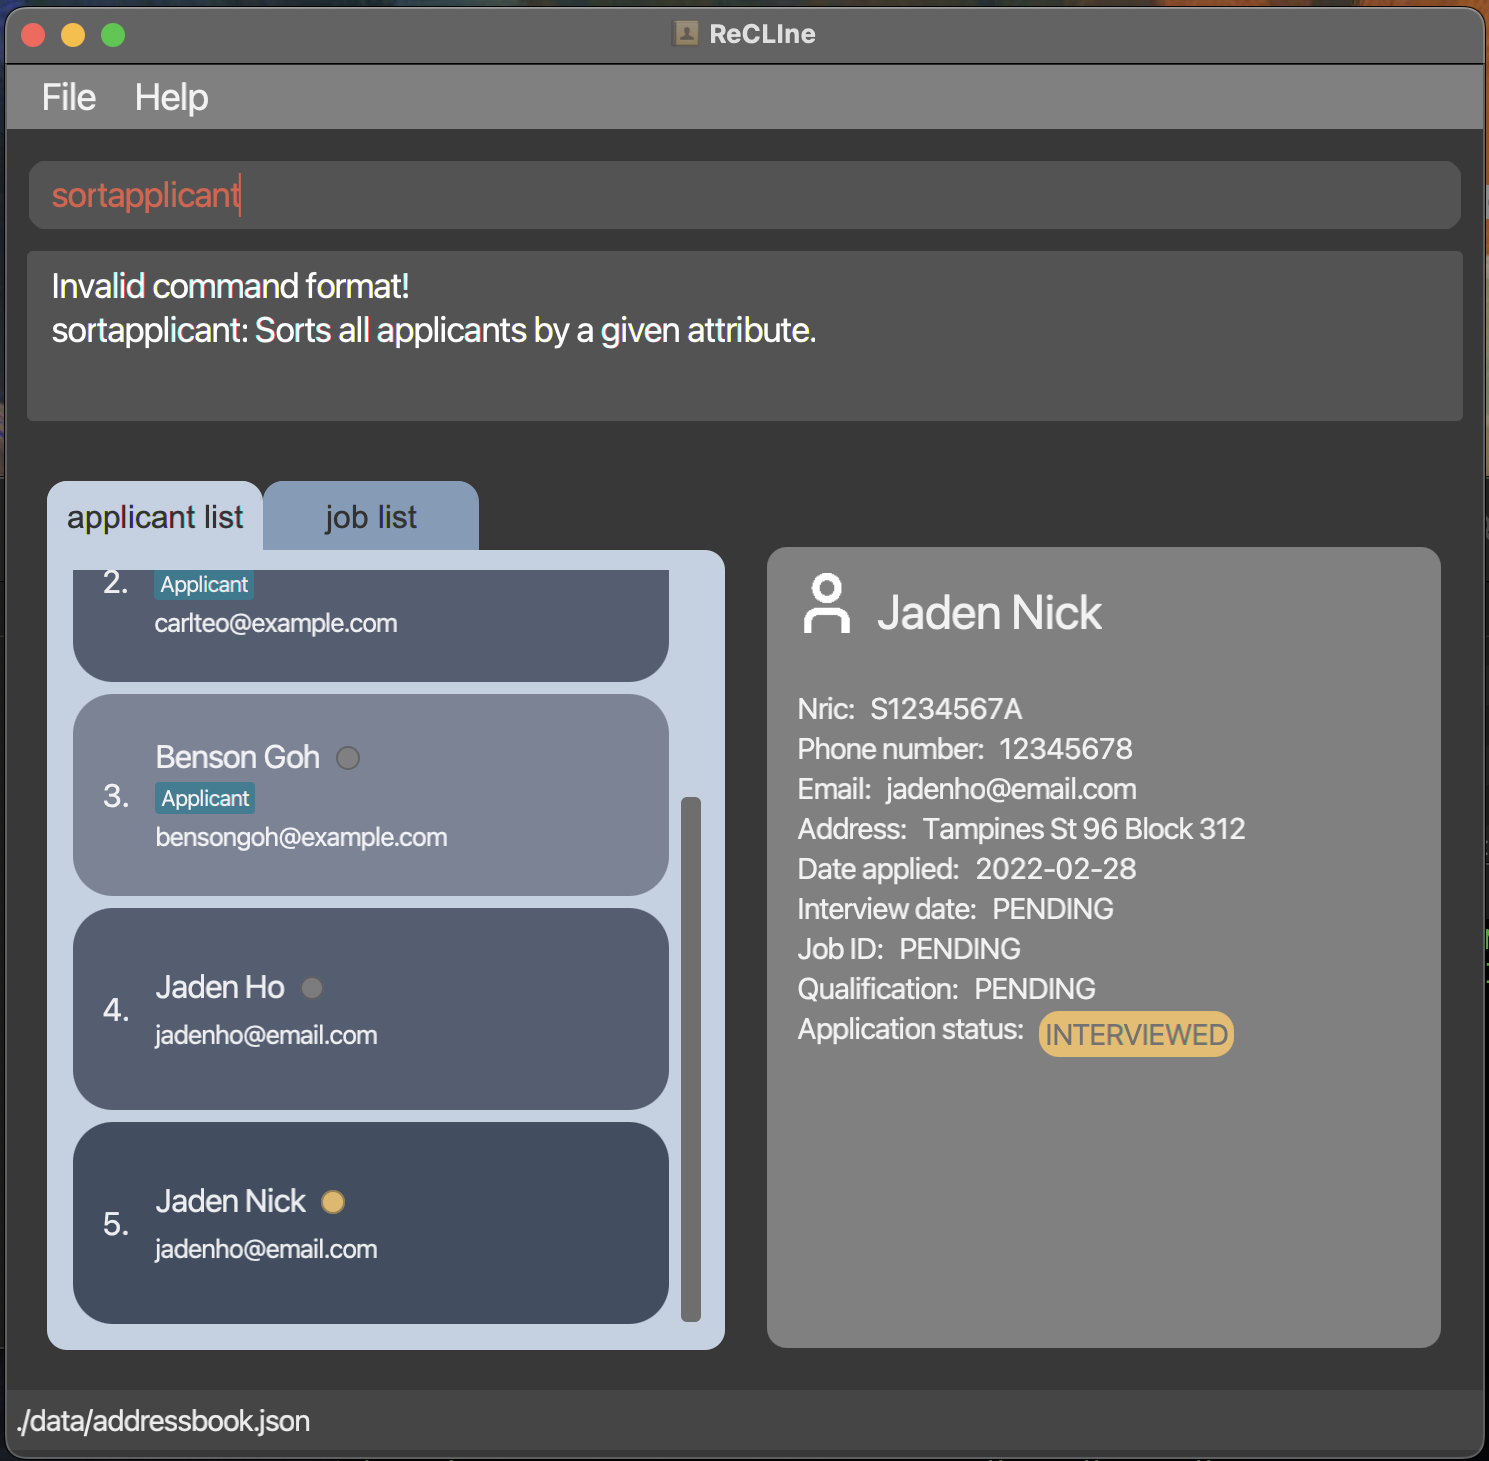 ReCLIne
File Help
sortapplicant
Invalid command format!
sortapplicant: Sorts all applicants by a given attribute.
applicant list
job list
2.
Applicant
carlteo@example.com
3.
Benson Goh
Applicant
bensongoh@example.com
4.
Jaden Ho
jadenho@email.com
5.
Jaden Nick
jadenho@email.com
Jaden Nick
Nric: S1234567A
Phone number: 12345678
Email: jadenho@email.com
Address: Tampines St 96 Block 312
Date applied: 2022-02-28
Interview date: PENDING
Job ID: PENDING
Qualification: PENDING
Application status: INTERVIEWED
./data/addressbook.json